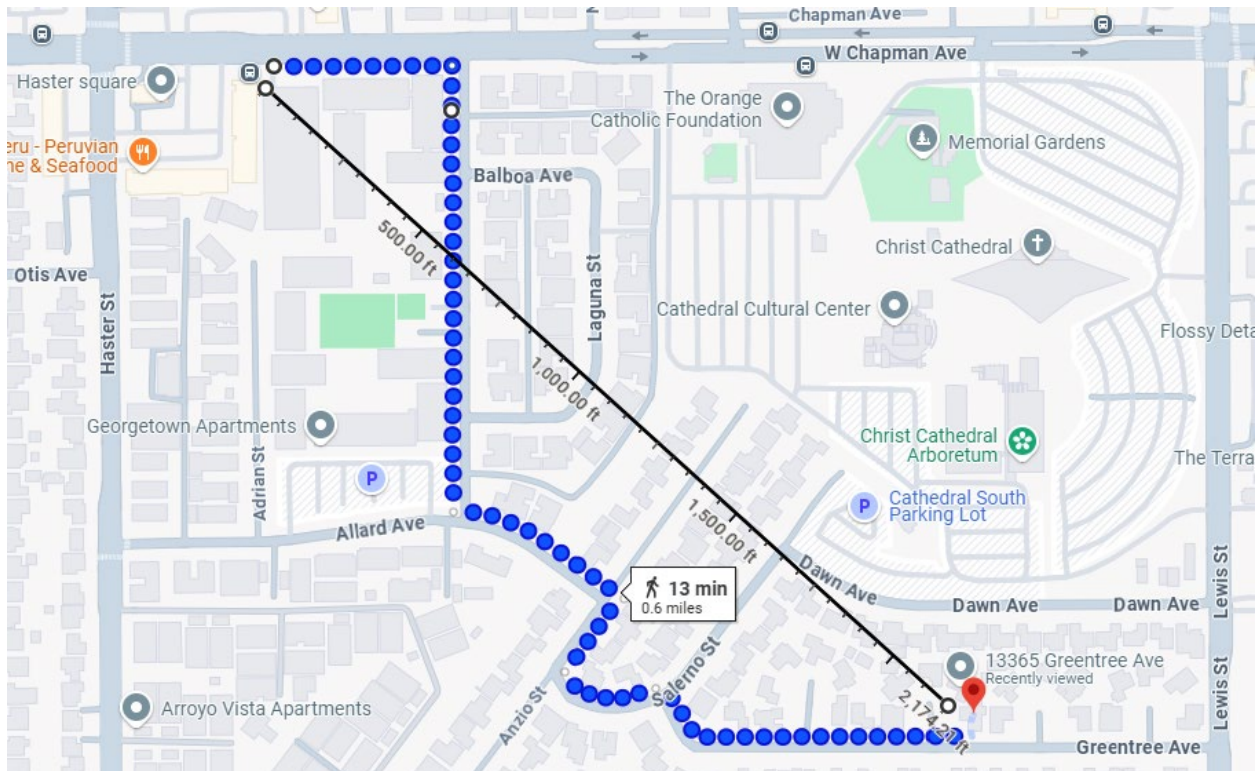 Chapman Ave
W Chapman Ave
Haster square
The Orange
Catholic Foundation
Memorial Gardens
eru - Peruvian
ne & Seafood
Balboa Ave
500.00 ft
Christ Cathedral
Otis Ave
Haster St
Laguna St
Cathedral Cultural Center
Flossy Deta
1,000.00 ft
Georgetown Apartments
Christ Cathedral
Arboretum
The Terra
Adrian St
P
P
Cathedral South
Parking Lot
Allard Ave
1,500.00 ft
Dawn Ave
Lewis St
13 min
0.6 miles
Dawn Ave
Dawn Ave
Salerno St
13365 Greentree Ave
Recently viewed
Lewis St
Arroyo Vista Apartments
Anzio St
2,174.21 ft
Greentree Ave